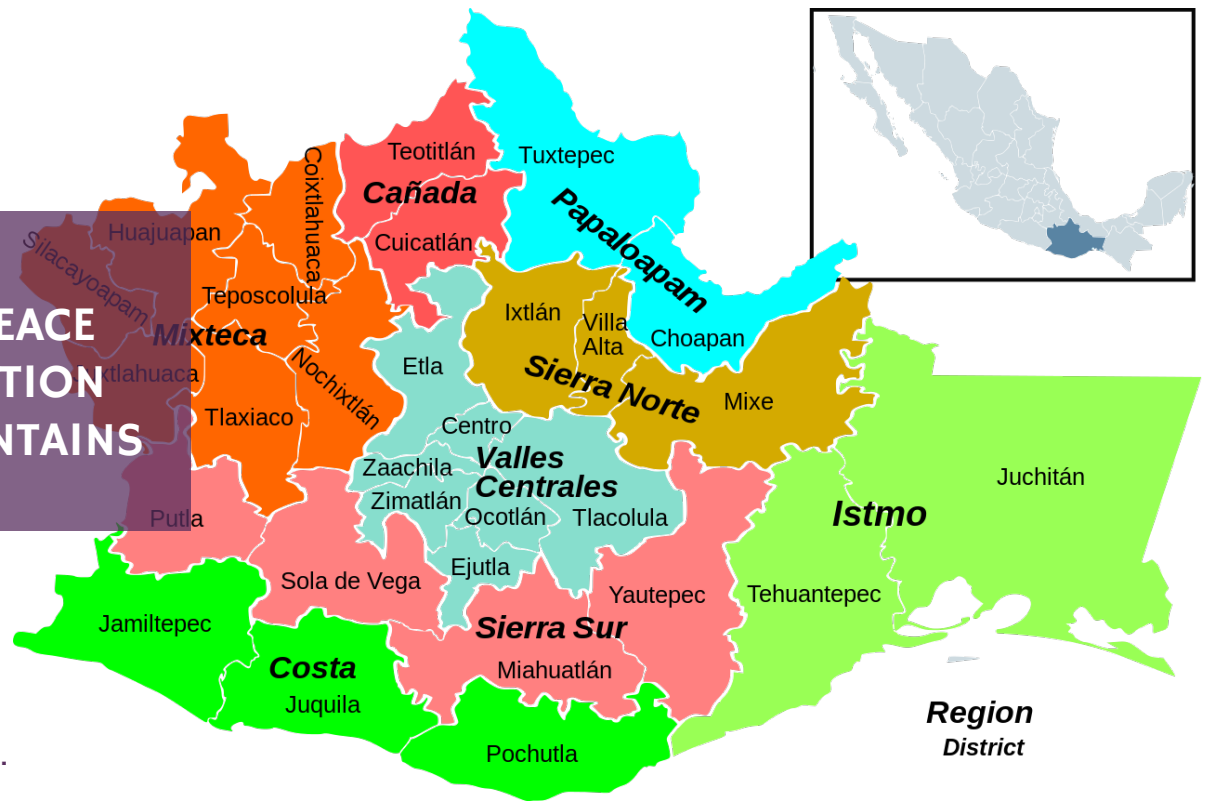 Teotitlán
Tuxtepec
Coixtlahuaca
Cañada
Papaloapam
Huajuapan
Cuicatlán
Silacayoapam
Teposcolula
Ixtlán
Villa
Alta
Choapan
EACE
Mixteca
Etla
Sierra Norte
TION
xtlahuaca
Nochixtlán
Mixe
Tlaxiaco
Centro
NTAINS
Valles
Centrales
Zaachila
Juchitán
Zimatlán
Ocotlán
Tlacolula
Istmo
Putla
Ejutla
Sola de Vega
Yautepec
Tehuantepec
Jamiltepec
Sierra Sur
Costa
Miahuatlán
Juquila
Region
District
Pochutla
.